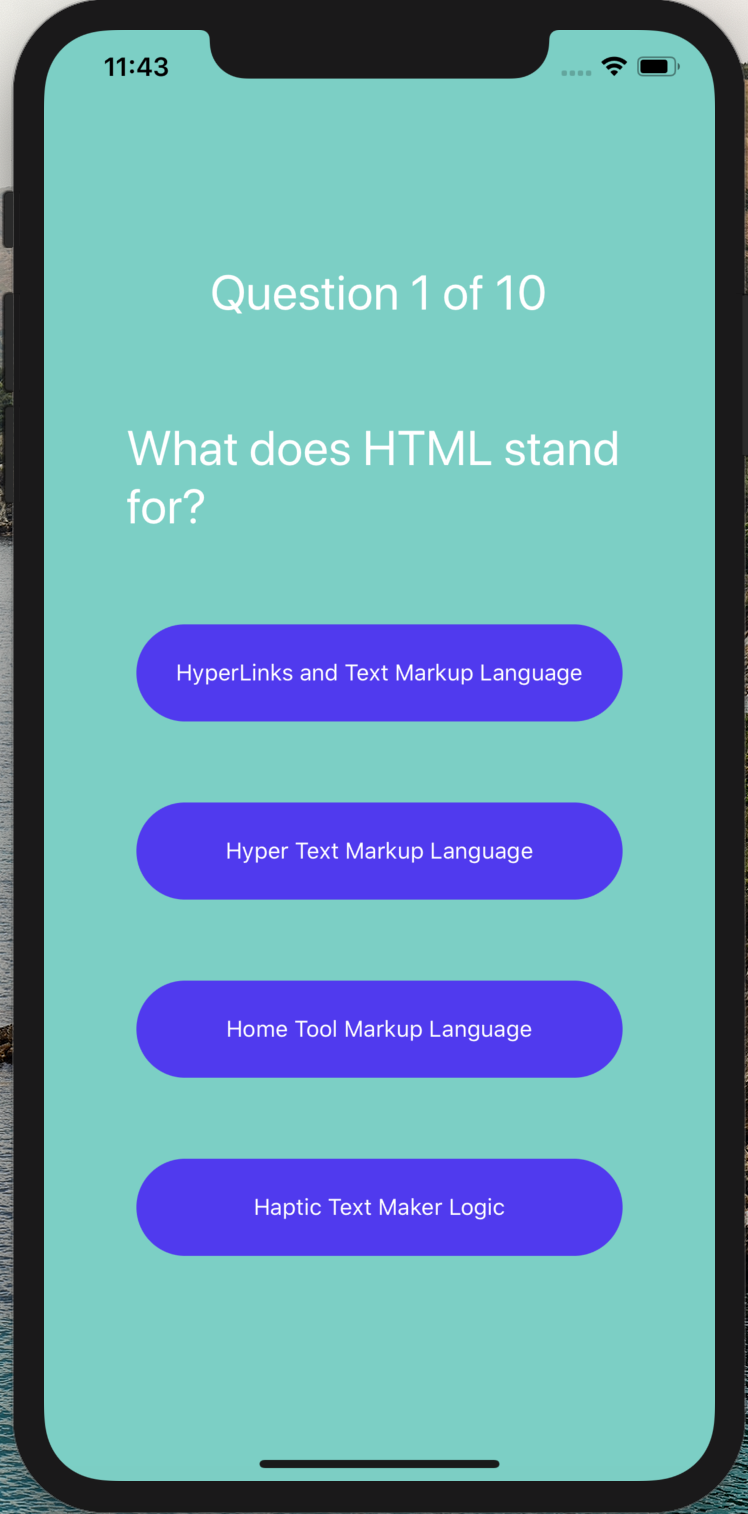 11:43
Question 1 of 10
What does HTML stand
for?
HyperLinks and Text Markup Language
Hyper Text Markup Language
Home Tool Markup Language
Haptic Text Maker Logic